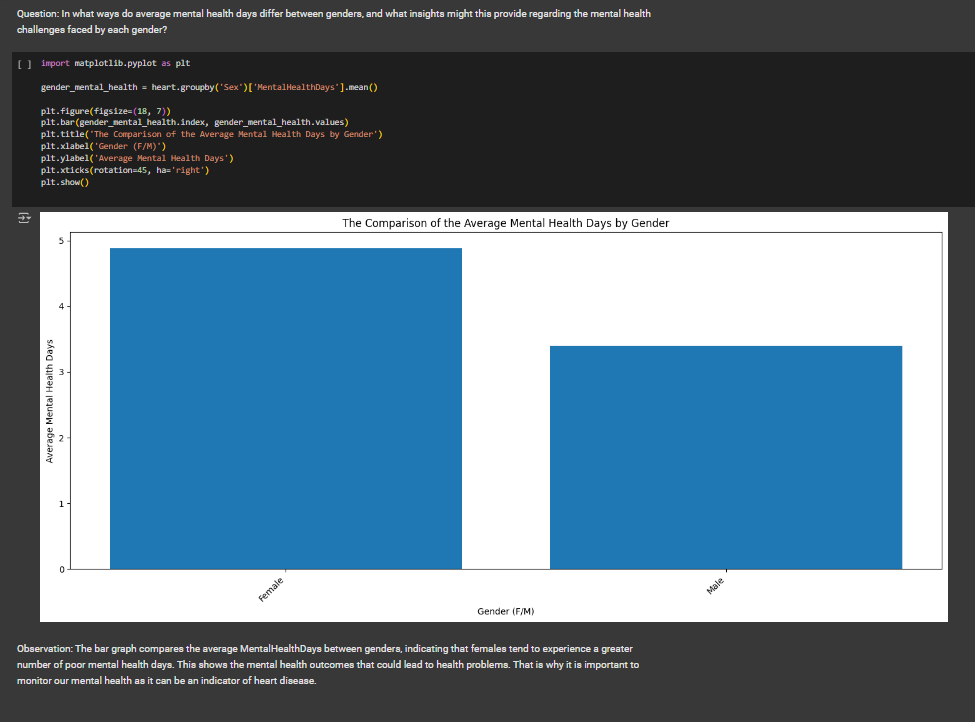 Question: In what ways do average mental health days differ between genders, and what insights might this provide regarding the mental health
challenges faced by each gender?
[ ] import matplotlib.pyplot as plt
gender_mental_health = heart.groupby('Sex')['MentalHealthDays'].mean()
plt.figure(figsize=(18, 7))
plt.bar(gender_mental_health.index, gender_mental_health.values)
plt.title('The Comparison of the Average Mental Health Days by Gender')
plt.xlabel('Gender (F/M)')
plt.ylabel('Average Mental Health Days')
plt.xticks(rotation=45, ha='right')
plt.show()
The Comparison of the Average Mental Health Days by Gender
5
4
3
2
1
0
Average Mental Health Days
Female
Male
Gender (F/M)
Observation: The bar graph compares the average MentalHealthDays between genders, indicating that females tend to experience a greater
number of poor mental health days. This shows the mental health outcomes that could lead to health problems. That is why it is important to
monitor our mental health as it can be an indicator of heart disease.